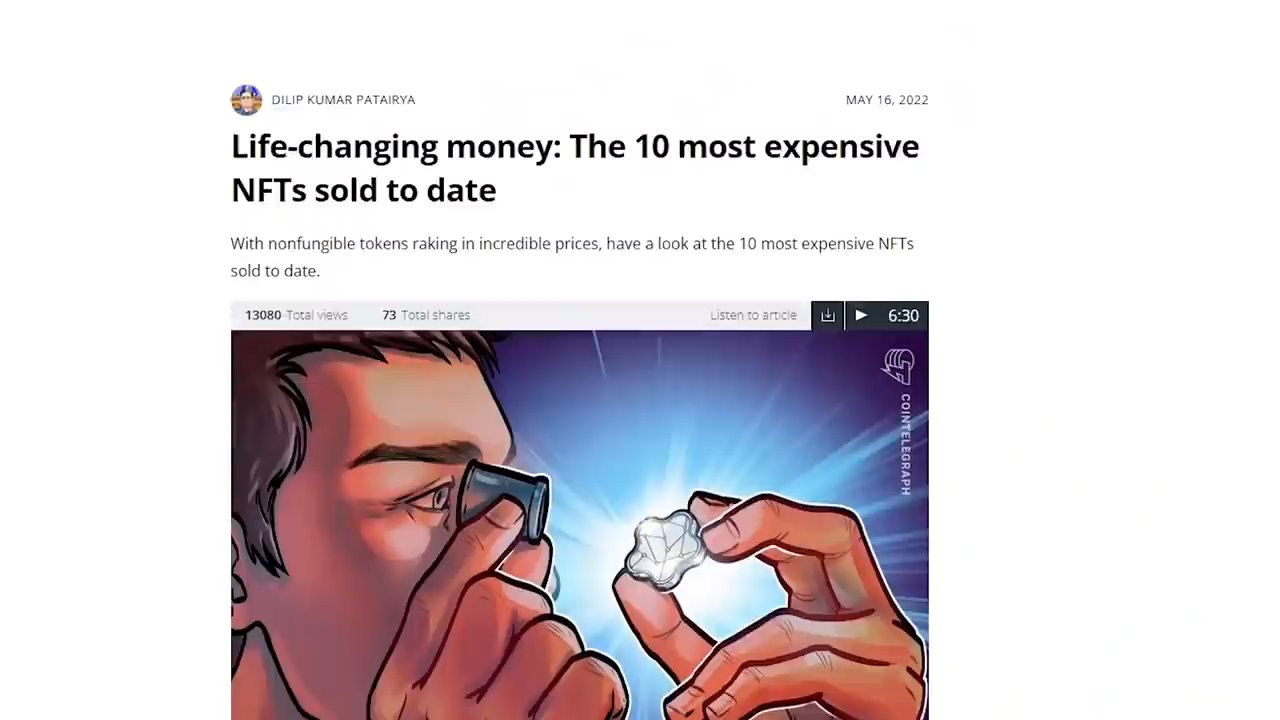 DILIP KUMAR PATAIRYA
MAY 16, 2022
Life-changing money: The 10 most expensive
NFTs sold to date
With nonfungible tokens raking in incredible prices, have a look at the 10 most expensive NFTs
sold to date.
13080 Total views
73 Total shares
Listen to article
6:30
COINTELEGRAPH